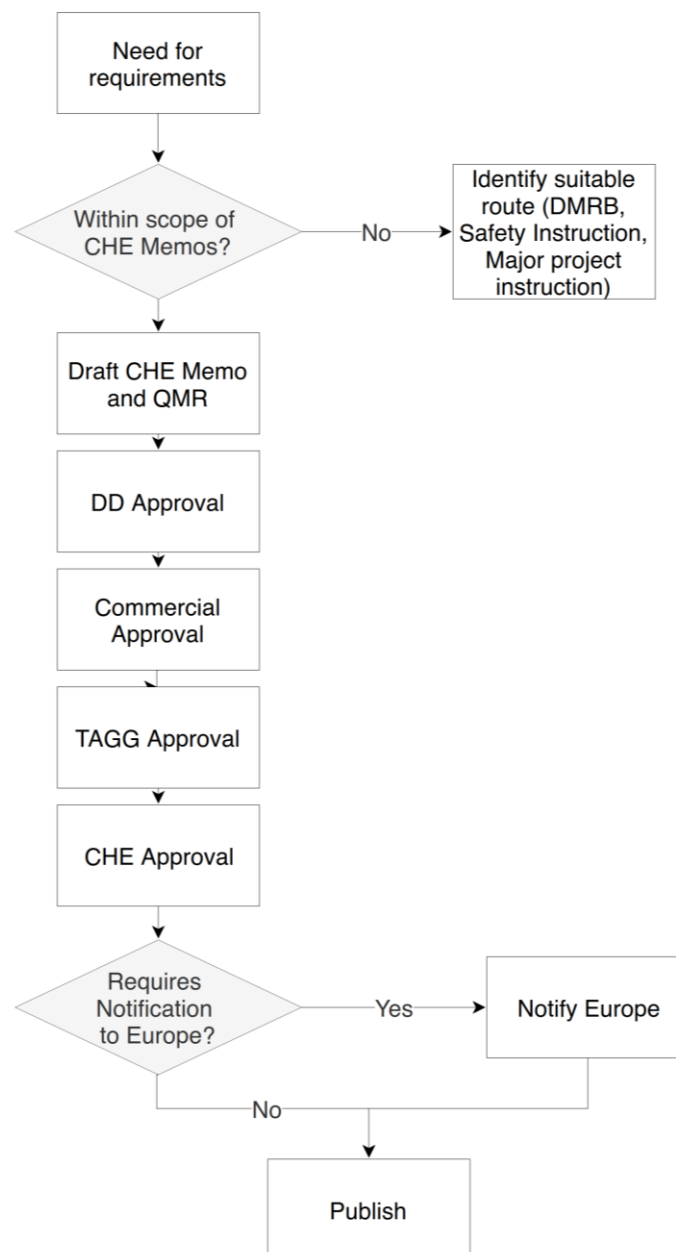 Need for
requirements
Within scope of
CHE Memos?
No
Identify suitable
route (DMRB,
Safety Instruction,
Major project
instruction)
Draft CHE Memo
and QMR
DD Approval
Commercial
Approval
TAGG Approval
CHE Approval
Requires
Notification
to Europe?
Yes
Notify Europe
No
Publish